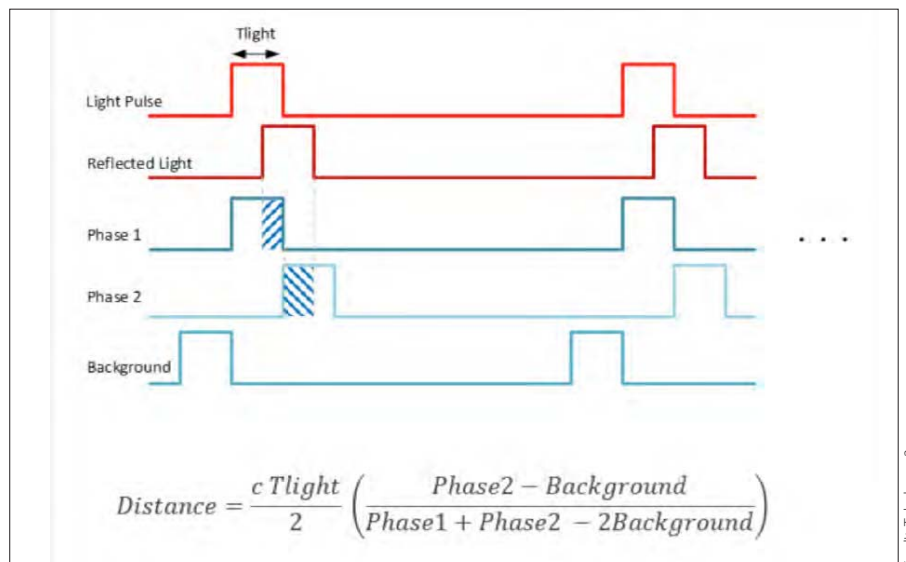 Tlight
Light Pulse
Reflected Light
Phase 1
. . .
Phase 2
Background
Distance = c Tlight / 2 ( Phase2 − Background / Phase1 + Phase2 − 2Background )